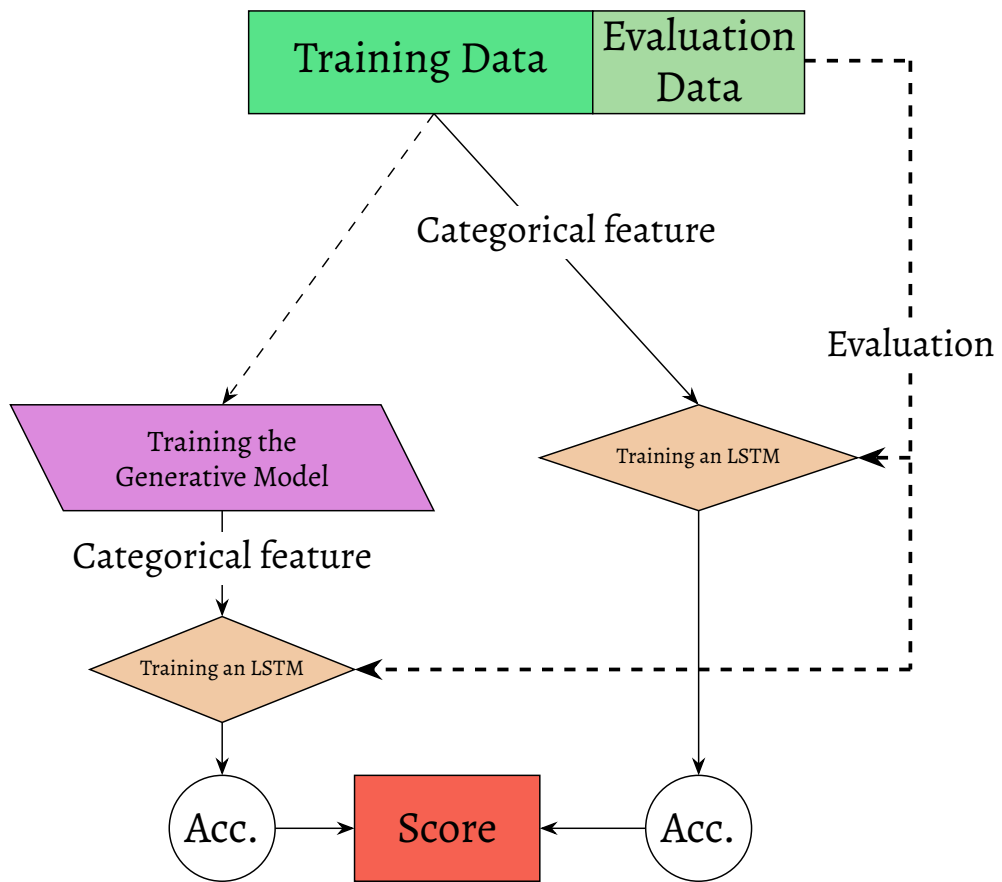 Training Data
Evaluation
Data
Categorical feature
Evaluation
Training the
Generative Model
Training an LSTM
Categorical feature
Training an LSTM
Acc.
Score
Acc.